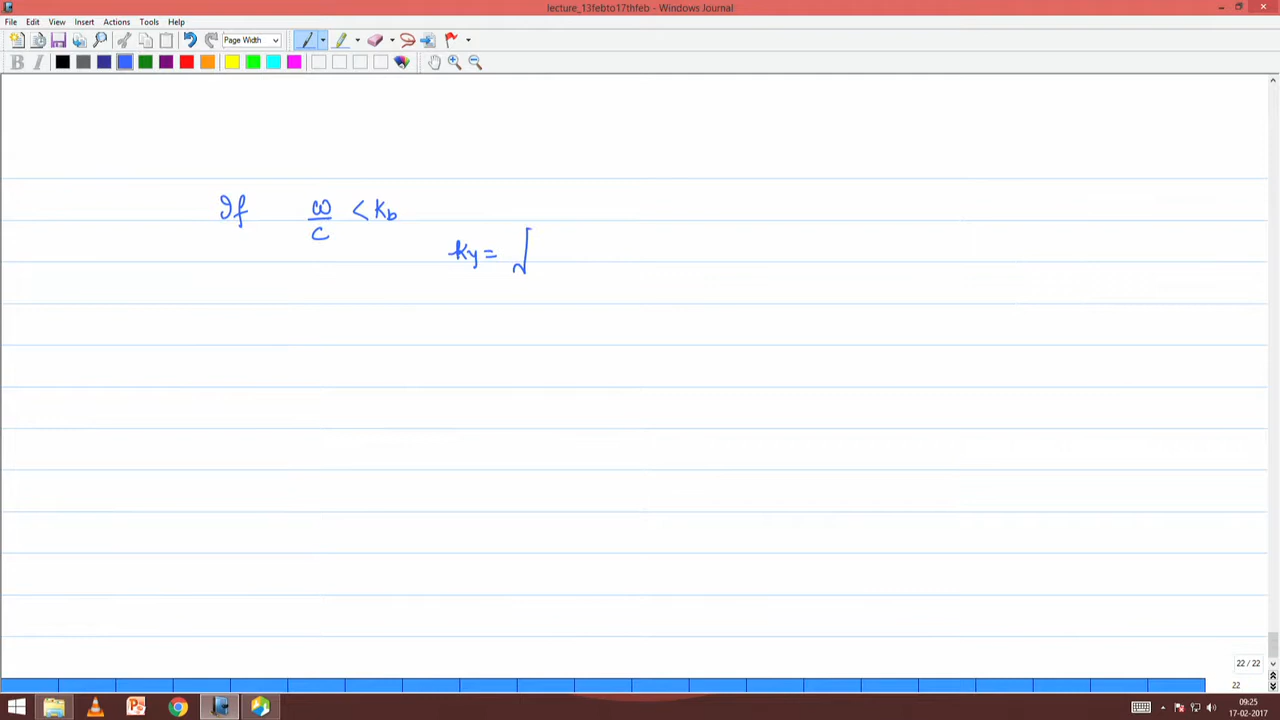 lecture_13febto17thfeb - Windows Journal
File Edit View Insert Actions Tools Help
Page Width
B I
If ω/c < k_b
k_y = √
22 / 22
22
09:25
17-02-2017